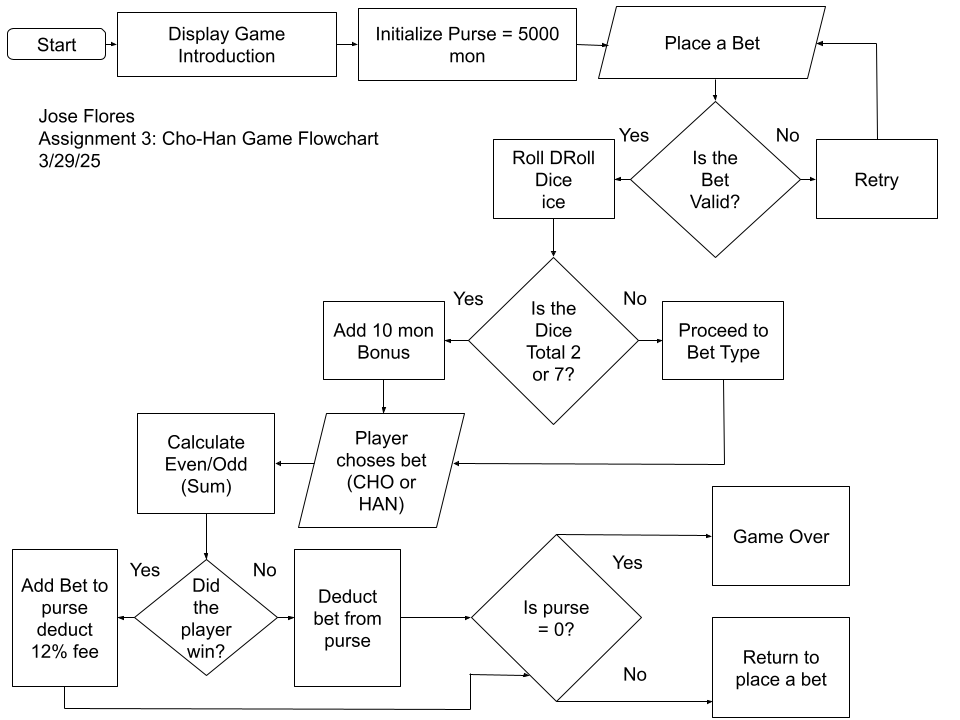 Start
Display Game
Introduction
Initialize Purse = 5000
mon
Place a Bet
Jose Flores
Assignment 3: Cho-Han Game Flowchart
3/29/25
Yes
No
Roll DRoll
Dice
ice
Is the
Bet
Valid?
Retry
Yes
No
Add 10 mon
Bonus
Is the
Dice
Total 2
or 7?
Proceed to
Bet Type
Calculate
Even/Odd
(Sum)
Player
choses bet
(CHO or
HAN)
Yes
No
Add Bet to
purse
deduct
12% fee
Did
the
player
win?
Deduct
bet from
purse
Is purse
= 0?
Yes
Game Over
No
Return to
place a bet